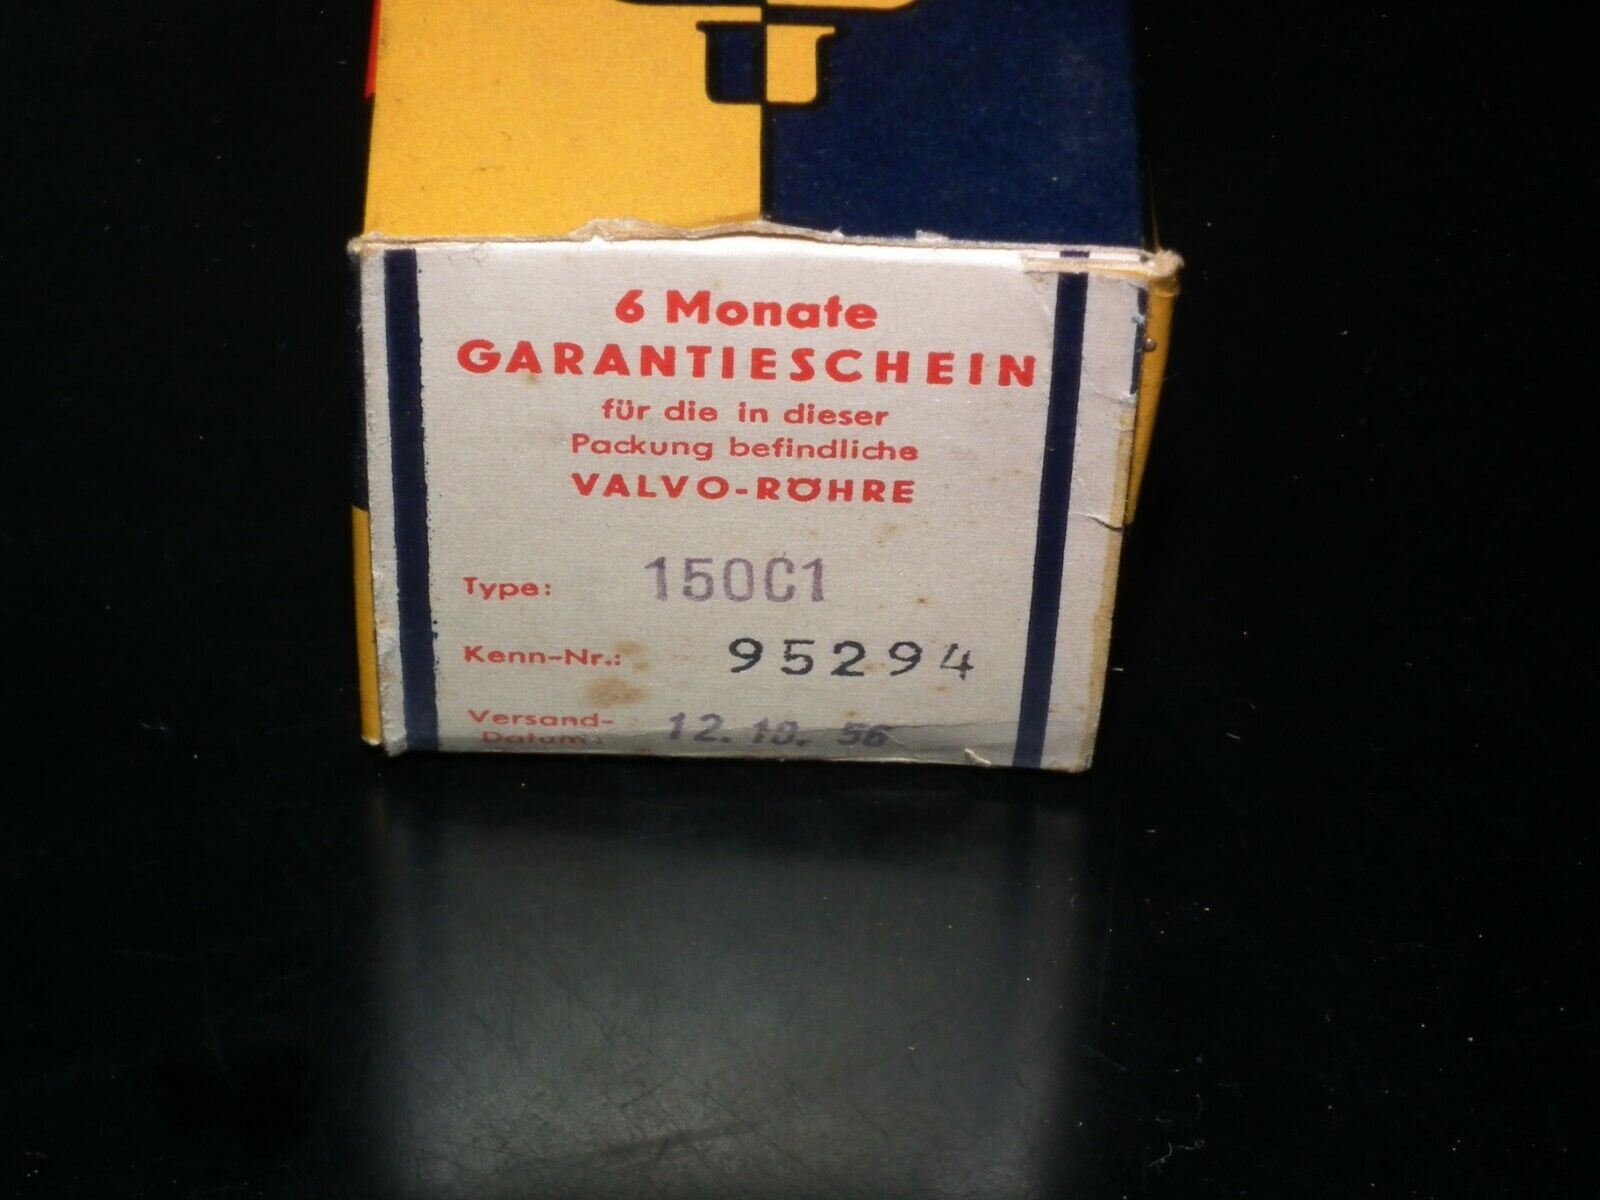 6 Monate
GARANTIESCHEIN
für die in dieser
Packung befindliche
VALVO-RÖHRE
Type: 150C1
Kenn-Nr.: 95294
Versand-
Datum: 12.10.56